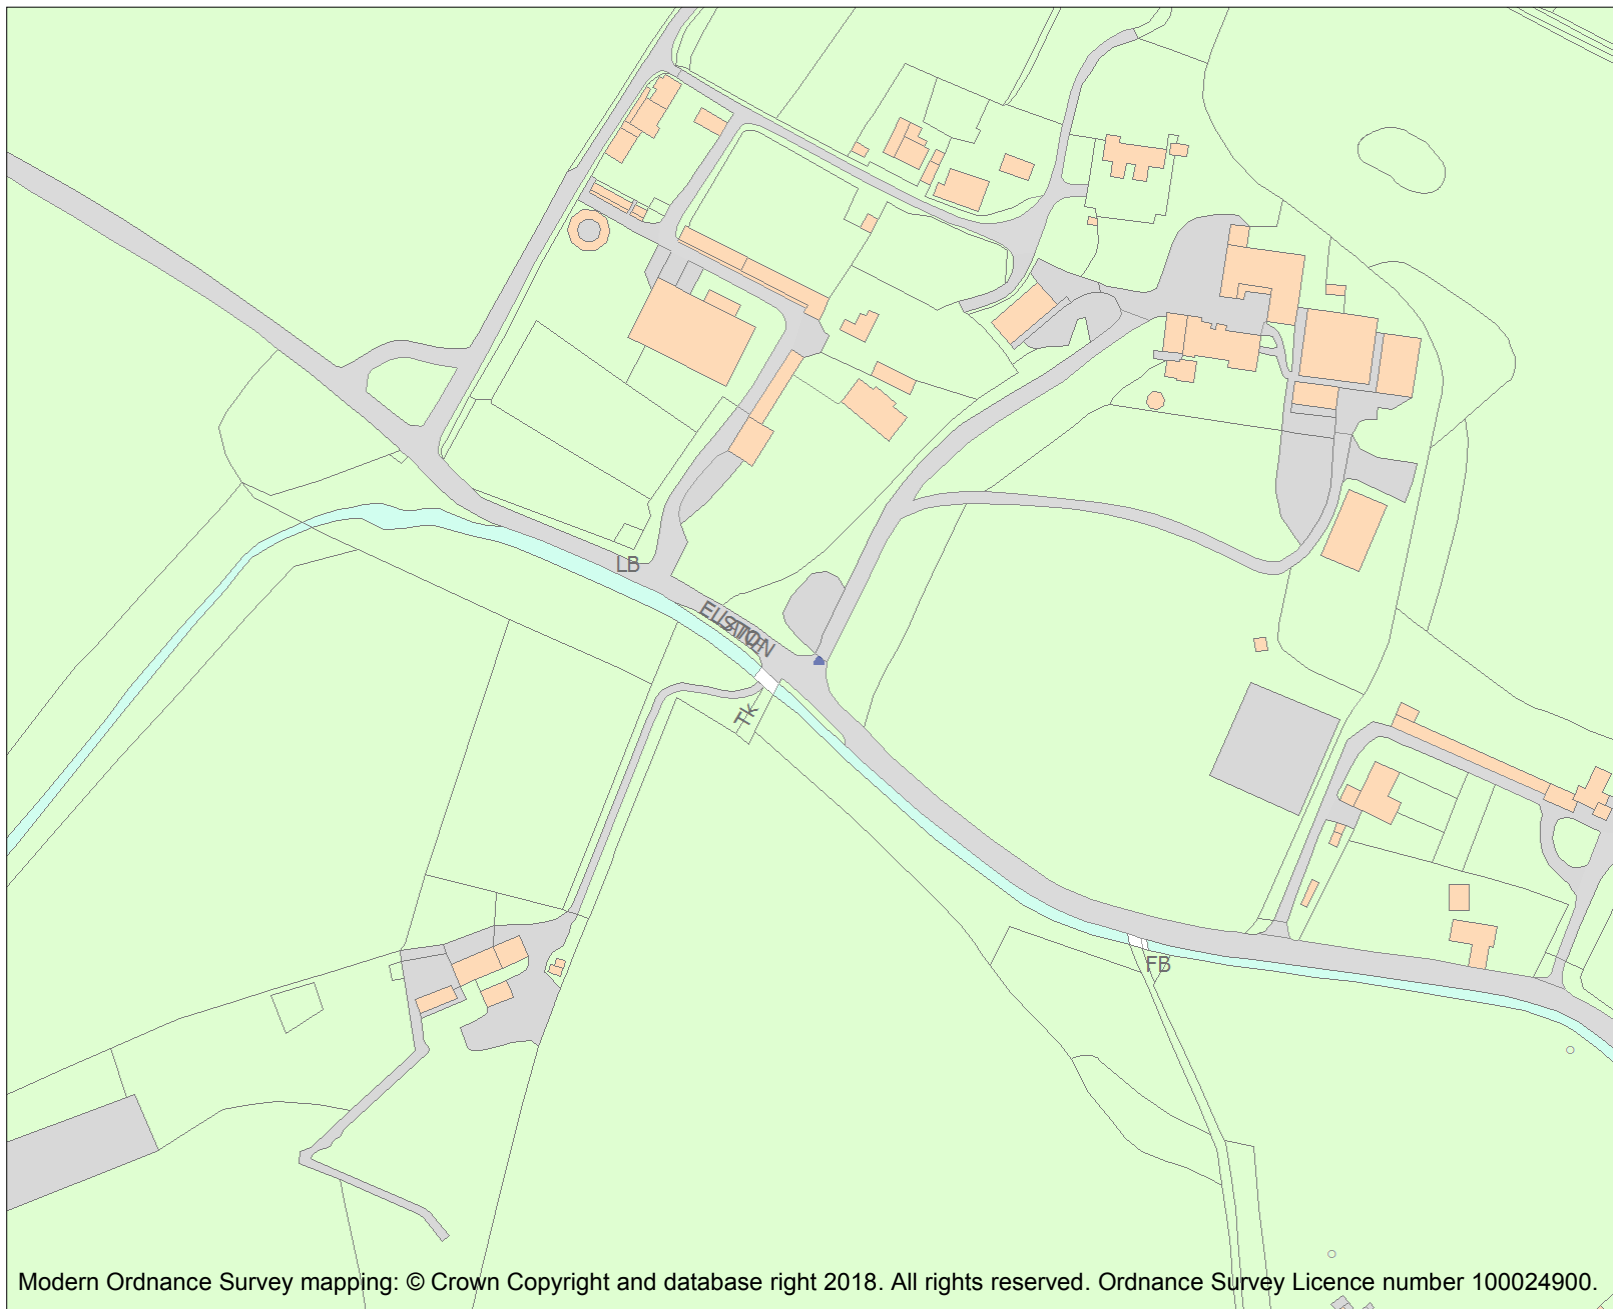 LB
FB
Modern Ordnance Survey mapping: © Crown Copyright and database right 2018. All rights reserved. Ordnance Survey Licence number 100024900.